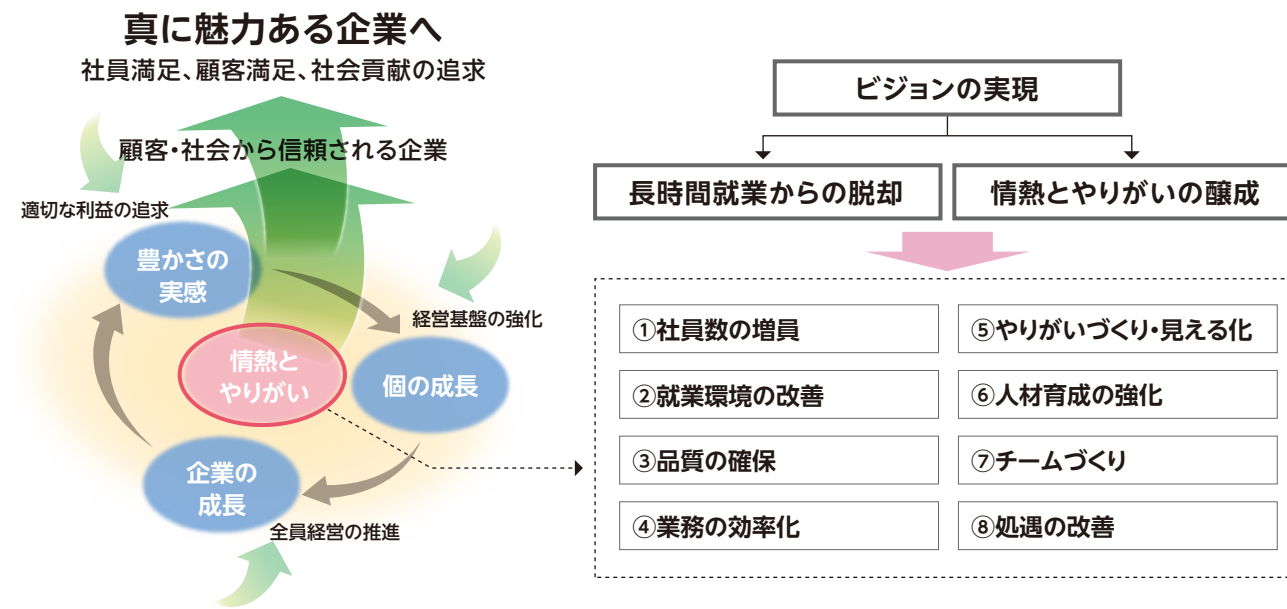 真に魅力ある企業へ
社員満足、顧客満足、社会貢献の追求
顧客・社会から信頼される企業
適切な利益の追求
豊かさの
実感
経営基盤の強化
情熱と
やりがい
個の成長
企業の
成長
全員経営の推進
ビジョンの実現
長時間就業からの脱却
情熱とやりがいの醸成
①社員数の増員
②就業環境の改善
③品質の確保
④業務の効率化
⑤やりがいづくり・見える化
⑥人材育成の強化
⑦チームづくり
⑧処遇の改善